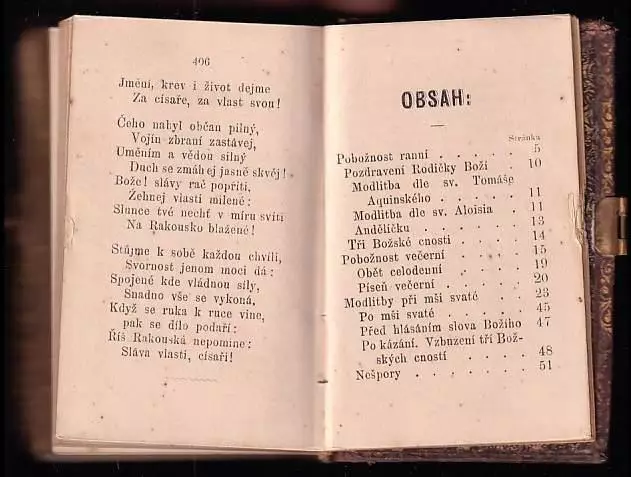 406
Jmění, krev i život dejme
Za císaře, za vlast svou!
Čeho nabyl občan pilný,
Vojín zbraní zastávej,
Uměním a vědou silný
Duch se zmáhej jasně skvěj!
Bože! slávy rač popříti,
Žehnej vlasti milené:
Slunce tvé nechť v míru svítí
Na Rakousko blažené!
Stůjme k sobě každou chvíli,
Svornost jenom moci dá:
Spojené kde vládnou síly,
Snadno vše se vykoná.
Když se ruka k ruce vine,
pak se dílo podaří:
Říš Rakouská nepomine:
Sláva vlasti, císaři!
OBSAH:
Stránka
Pobožnost ranní . . . . . 5
Pozdravení Rodičky Boží . 10
Modlitba dle sv. Tomáše
Aquinského . . . . 11
Modlitba dle sv. Aloisia . 11
Andělíčku . . . . . 13
Tři Božské cnosti . . . . 14
Pobožnost večerní . . . . 15
Oběť celodenní . . . . 19
Píseň večerní . . . . . 20
Modlitby při mši svaté . . . 23
Po mši svaté . . . . . 45
Před hlásáním slova Božího 47
Po kázání. Vzbuzení tří Bož-
ských cností . . . . 48
Nešpory . . . . . . . 51